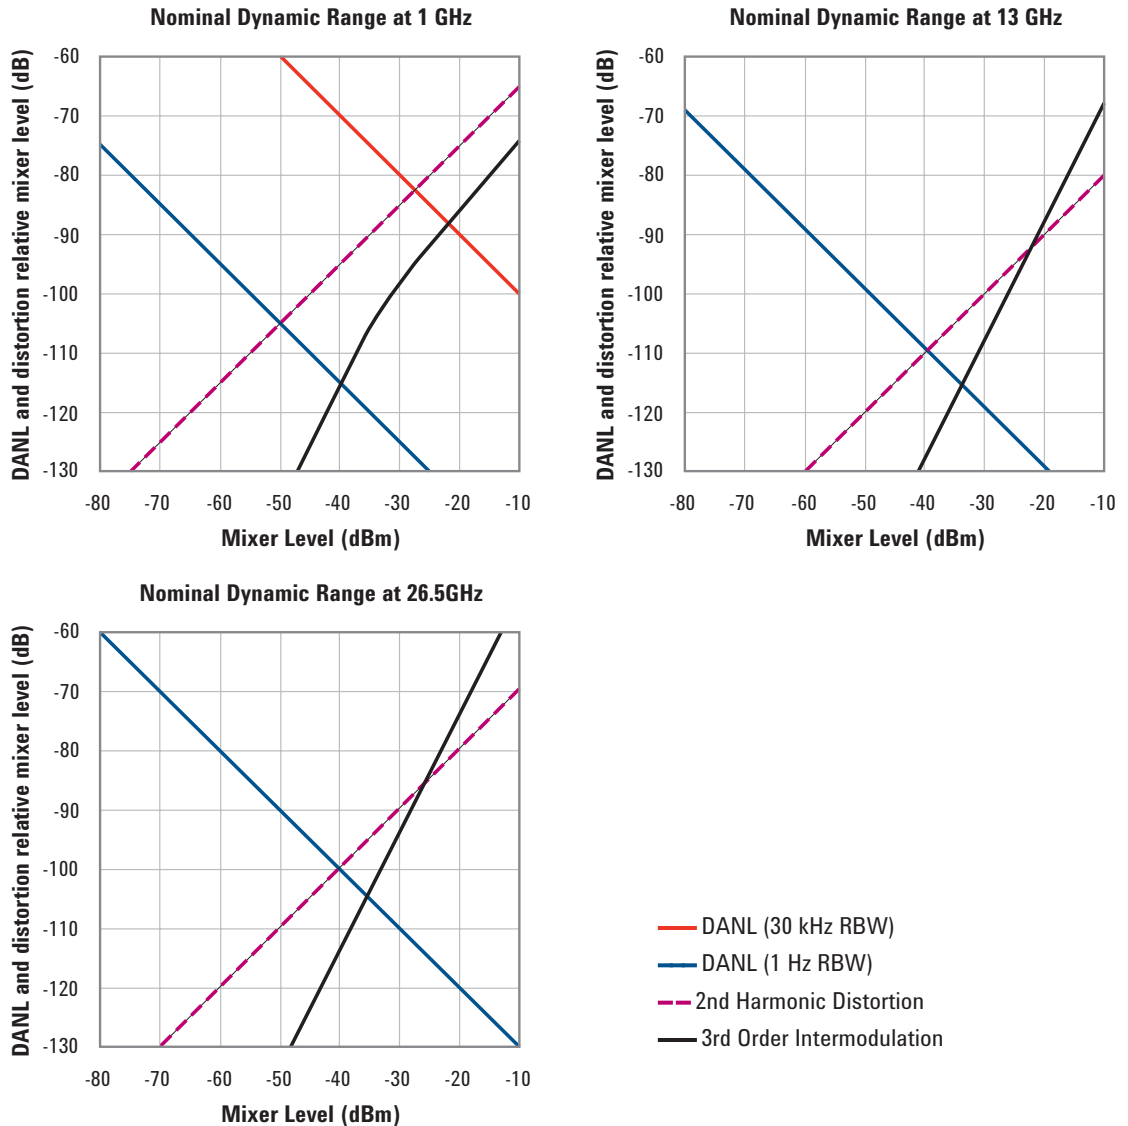 Nominal Dynamic Range at 1 GHz
DANL and distortion relative mixer level (dB)
-60
-70
-80
-90
-100
-110
-120
-130
-80 -70 -60 -50 -40 -30 -20 -10
Mixer Level (dBm)
Nominal Dynamic Range at 13 GHz
DANL and distortion relative mixer level (dB)
-60
-70
-80
-90
-100
-110
-120
-130
-80 -70 -60 -50 -40 -30 -20 -10
Mixer Level (dBm)
Nominal Dynamic Range at 26.5GHz
DANL and distortion relative mixer level (dB)
-60
-70
-80
-90
-100
-110
-120
-130
-80 -70 -60 -50 -40 -30 -20 -10
Mixer Level (dBm)
DANL (30 kHz RBW)
DANL (1 Hz RBW)
2nd Harmonic Distortion
3rd Order Intermodulation